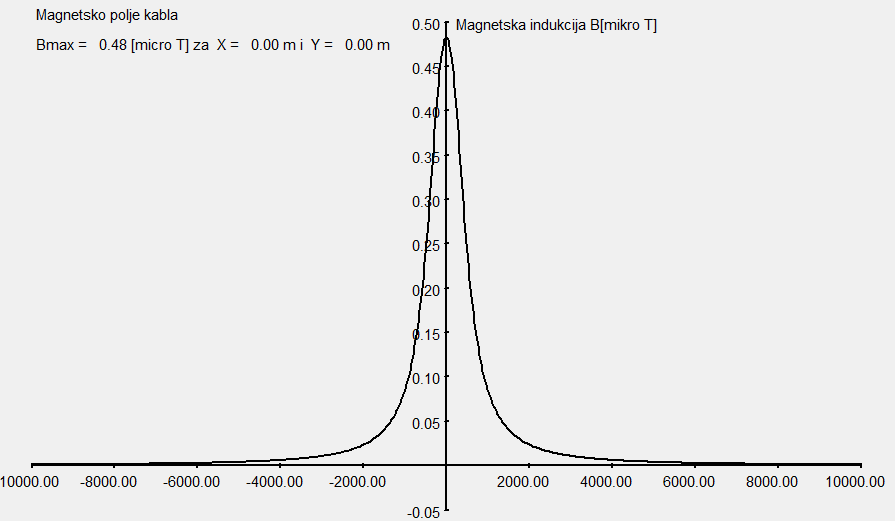 Magnetsko polje kabla
Bmax = 0.48 [micro T] za X = 0.00 m i Y = 0.00 m
Magnetska indukcija B[mikro T]
0.50
0.45
0.40
0.35
0.30
0.25
0.20
0.15
0.10
0.05
10000.00 -8000.00 -6000.00 -4000.00 -2000.00 2000.00 4000.00 6000.00 8000.00 10000.00
-0.05